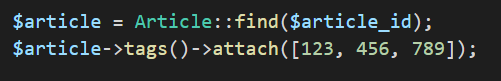 $article = Article::find($article_id);
$article->tags()->attach([123, 456, 789]);